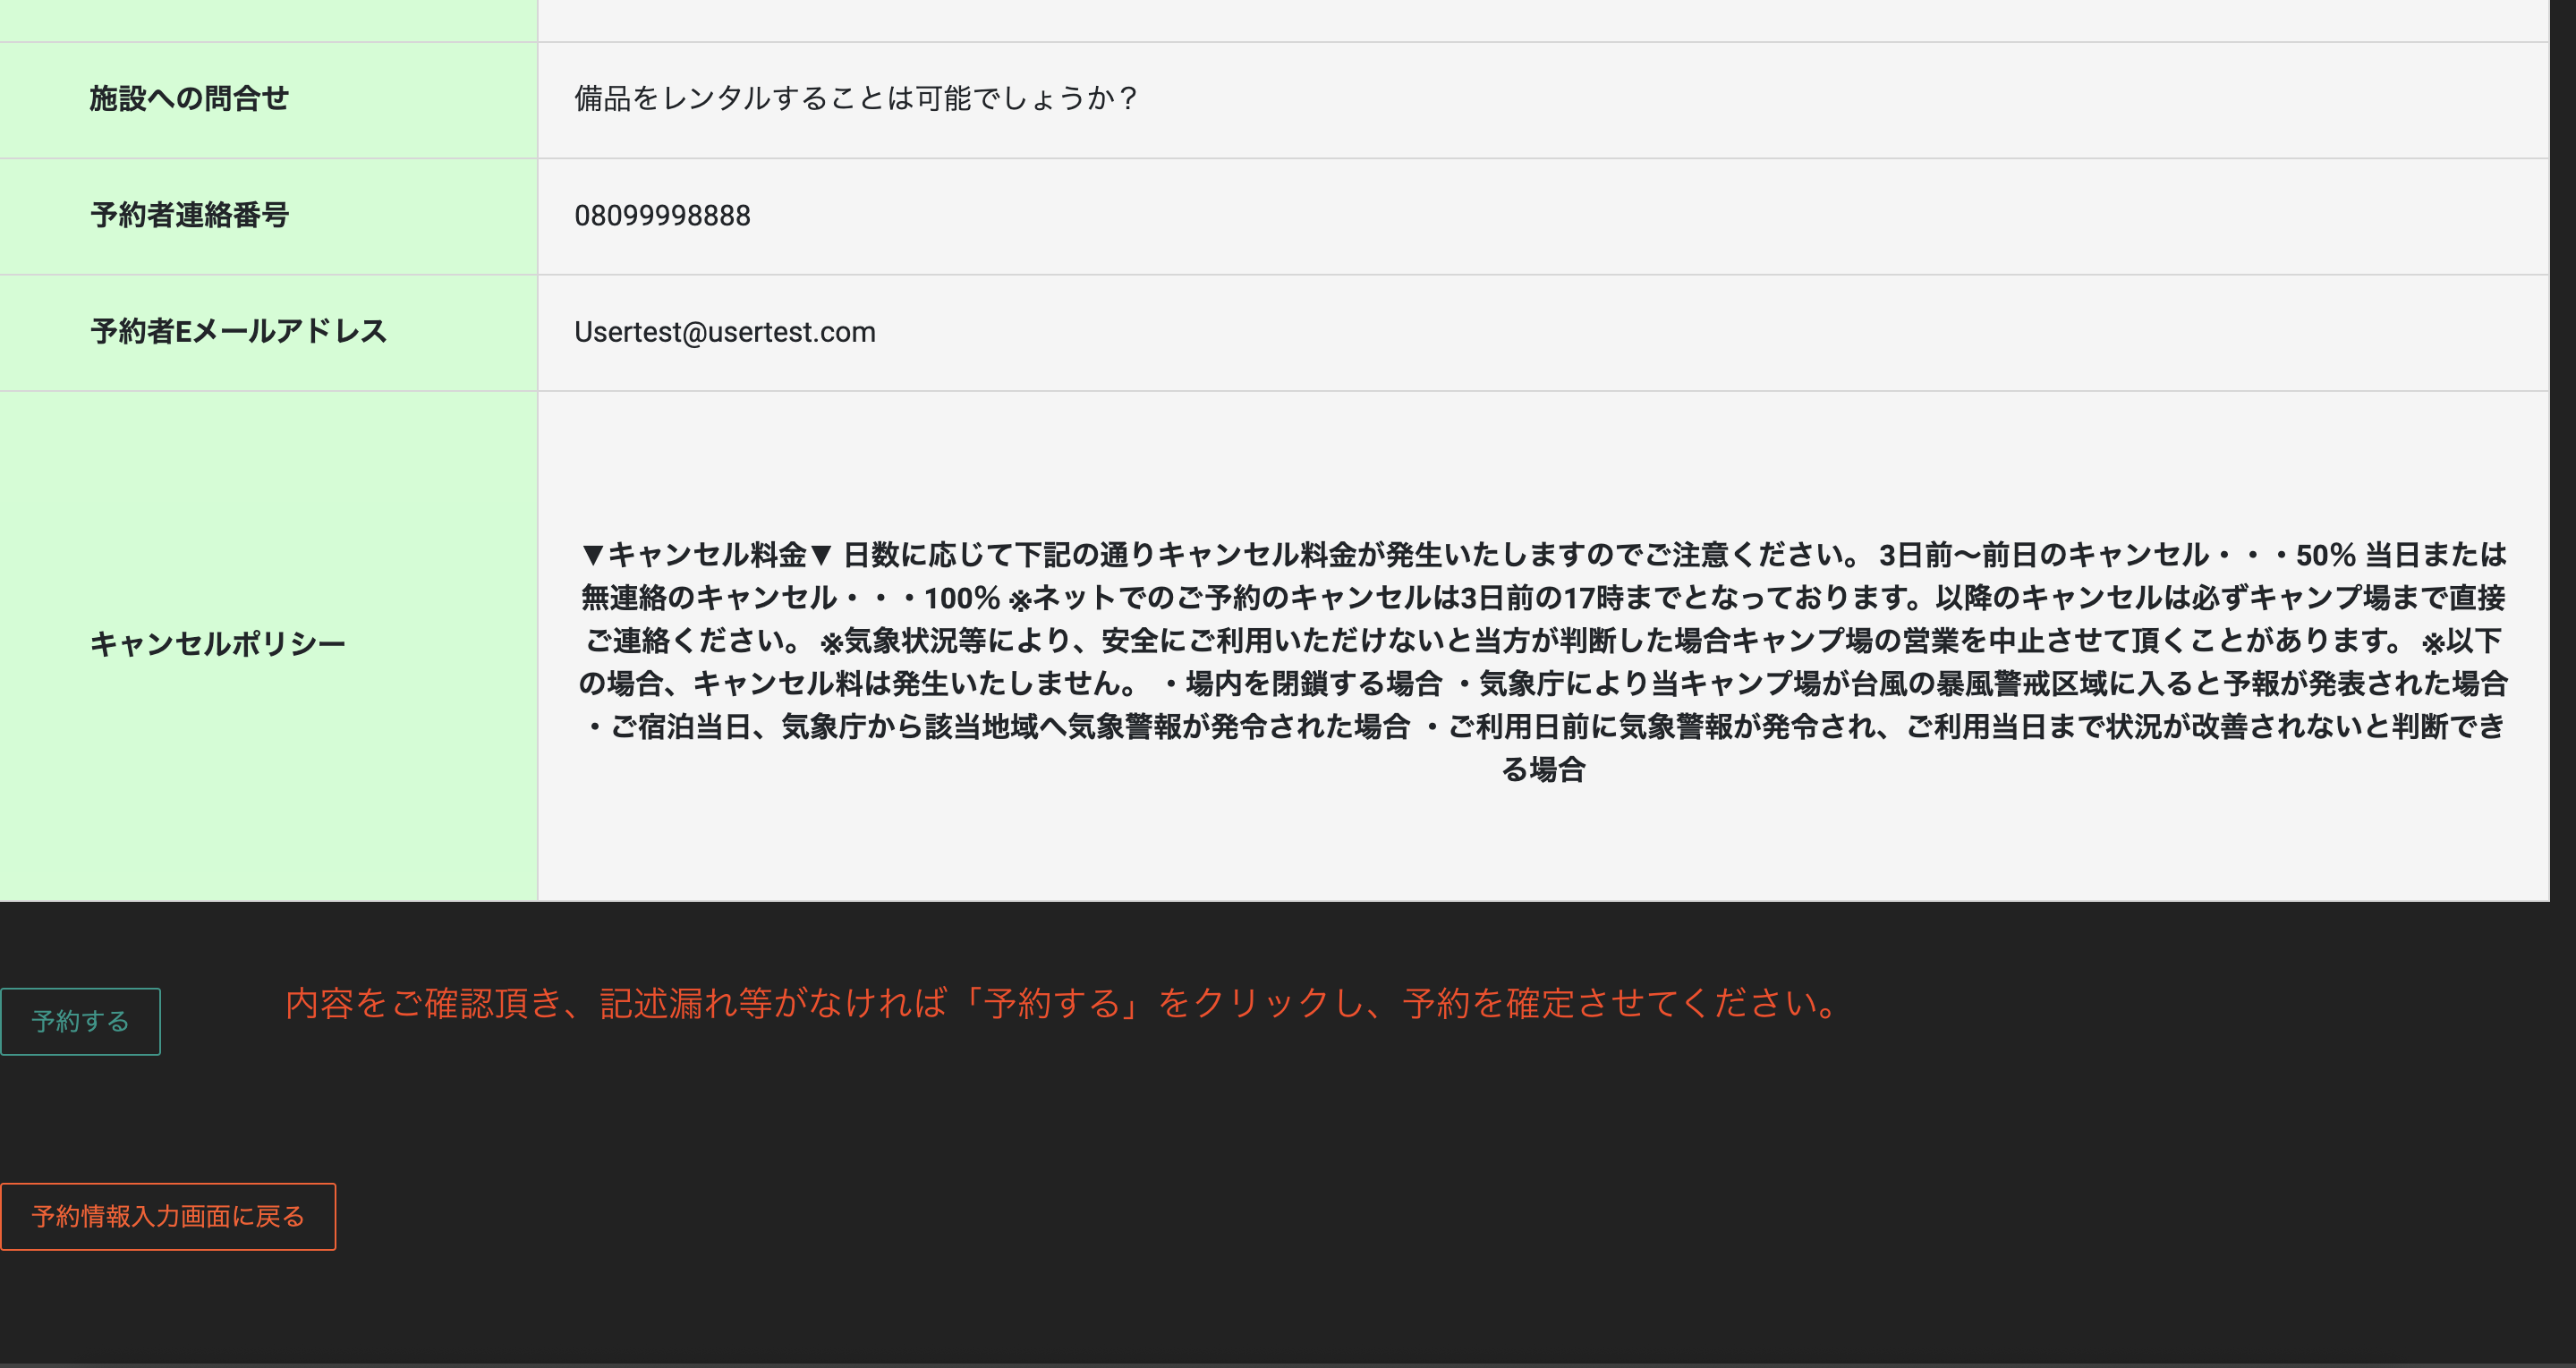 施設への問合せ
備品をレンタルすることは可能でしょうか？
予約者連絡番号
08099998888
予約者Eメールアドレス
Usertest@usertest.com
キャンセルポリシー
▼キャンセル料金▼ 日数に応じて下記の通りキャンセル料金が発生いたしますのでご注意ください。 3日前〜前日のキャンセル・・・50％ 当日または
無連絡のキャンセル・・・100％ ※ネットでのご予約のキャンセルは3日前の17時までとなっております。以降のキャンセルは必ずキャンプ場まで直接
ご連絡ください。 ※気象状況等により、安全にご利用いただけないと当方が判断した場合キャンプ場の営業を中止させて頂くことがあります。 ※以下
の場合、キャンセル料は発生いたしません。 ・場内を閉鎖する場合 ・気象庁により当キャンプ場が台風の暴風警戒区域に入ると予報が発表された場合
・ご宿泊当日、気象庁から該当地域へ気象警報が発令された場合 ・ご利用日前に気象警報が発令され、ご利用当日まで状況が改善されないと判断でき
る場合
予約する
内容をご確認頂き、記述漏れ等がなければ「予約する」をクリックし、予約を確定させてください。
予約情報入力画面に戻る